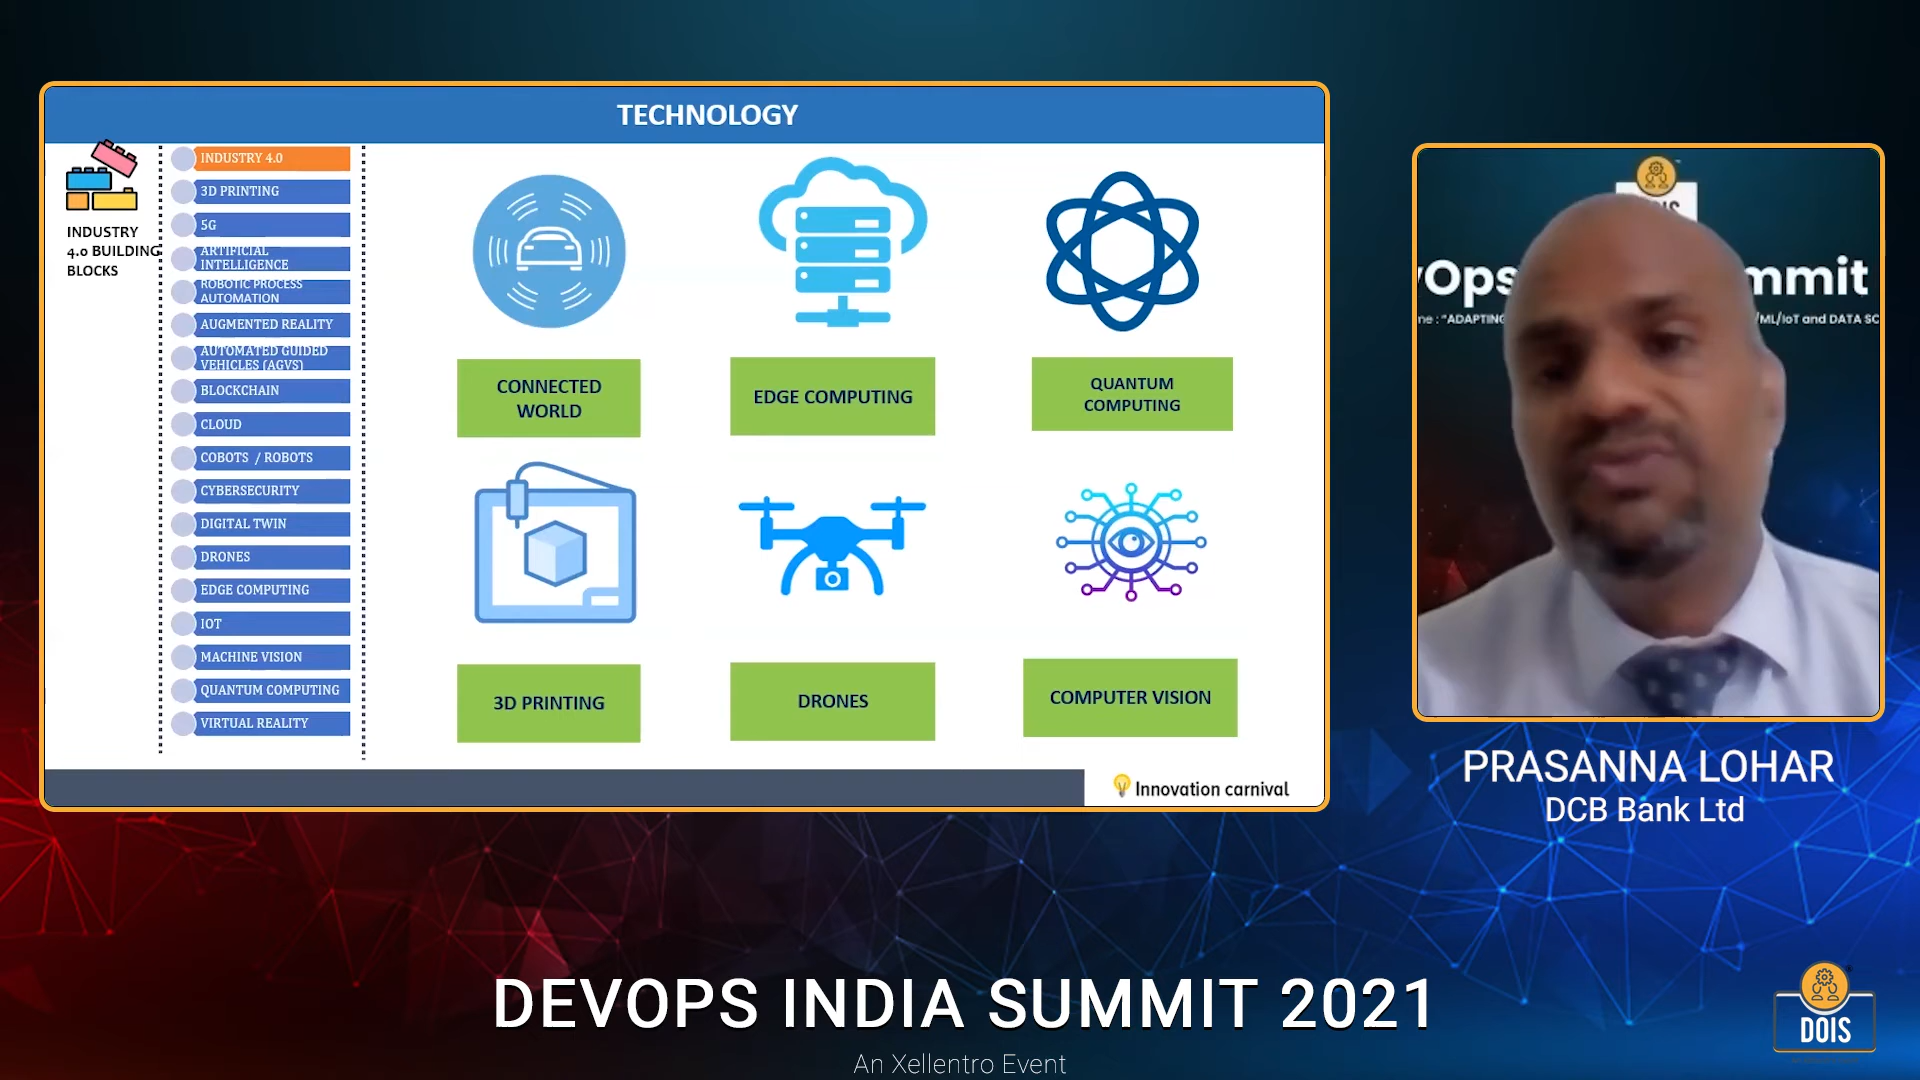 TECHNOLOGY
INDUSTRY
4.0 BUILDING
BLOCKS
INDUSTRY 4.0
3D PRINTING
5G
ARTIFICIAL
INTELLIGENCE
ROBOTIC PROCESS
AUTOMATION
AUGMENTED REALITY
AUTOMATED GUIDED
VEHICLES (AGVS)
BLOCKCHAIN
CLOUD
COBOTS / ROBOTS
CYBERSECURITY
DIGITAL TWIN
DRONES
EDGE COMPUTING
IOT
MACHINE VISION
QUANTUM COMPUTING
VIRTUAL REALITY
CONNECTED
WORLD
EDGE COMPUTING
QUANTUM
COMPUTING
3D PRINTING
DRONES
COMPUTER VISION
Innovation carnival
vOps mmit
me : "ADAPTING /ML/IoT and DATA SC
PRASANNA LOHAR
DCB Bank Ltd
DEVOPS INDIA SUMMIT 2021
An Xellentro Event
DOIS